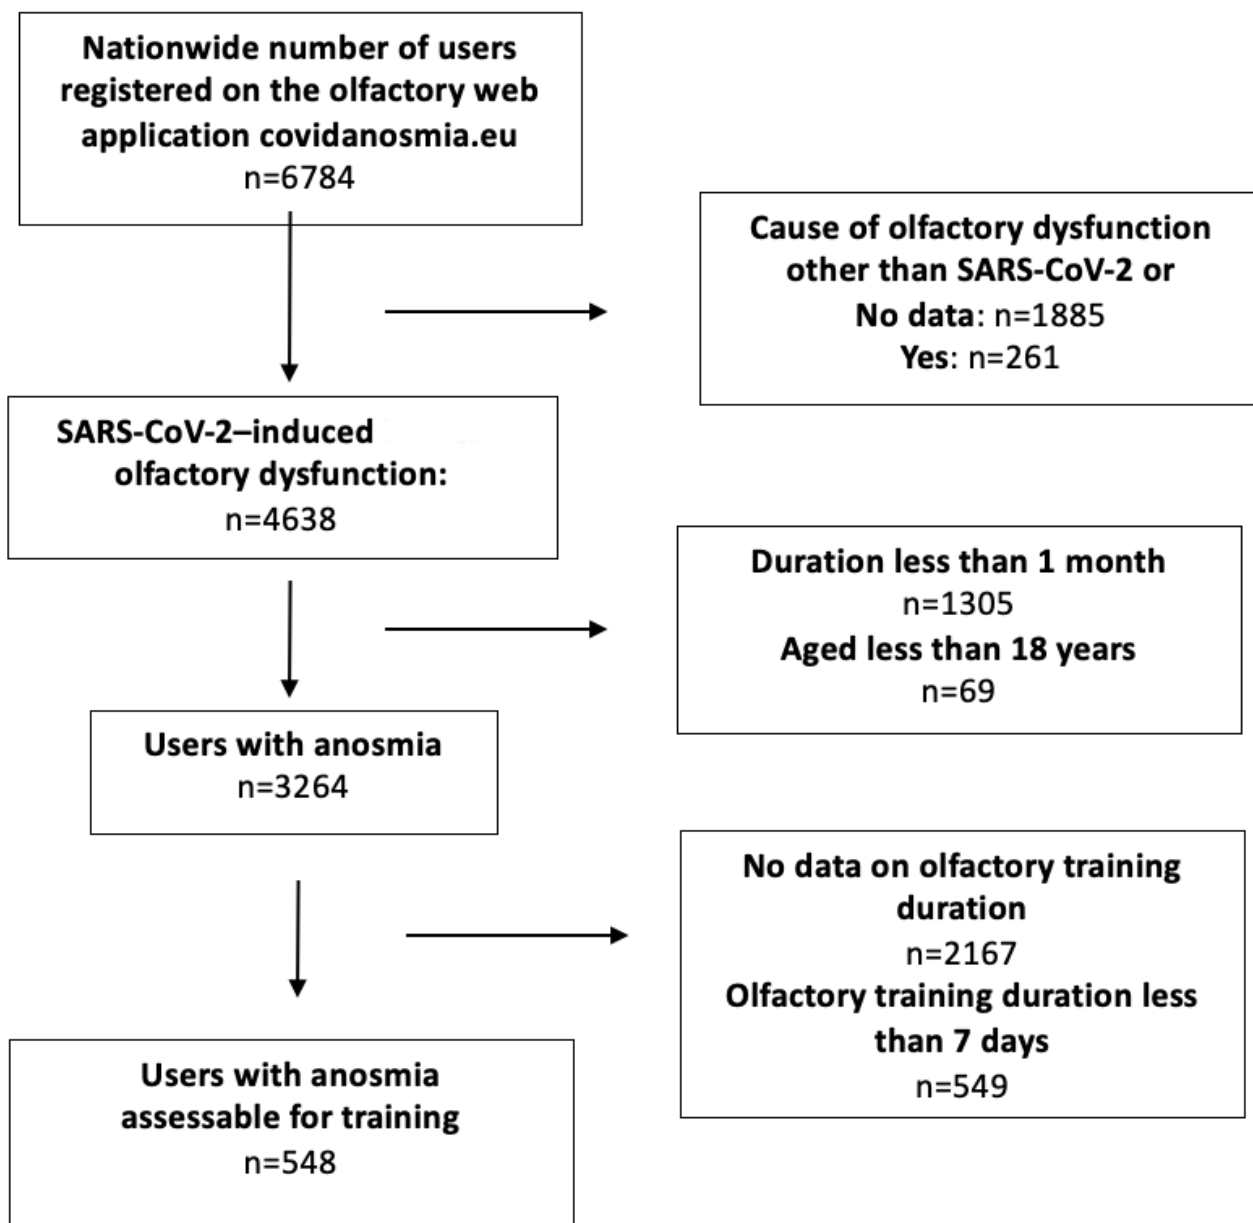 Nationwide number of users
registered on the olfactory web
application covidanosmia.eu
n=6784
Cause of olfactory dysfunction
other than SARS-CoV-2 or
No data: n=1885
Yes: n=261
SARS-CoV-2–induced
olfactory dysfunction:
n=4638
Duration less than 1 month
n=1305
Aged less than 18 years
n=69
Users with anosmia
n=3264
No data on olfactory training
duration
n=2167
Olfactory training duration less
than 7 days
n=549
Users with anosmia
assessable for training
n=548